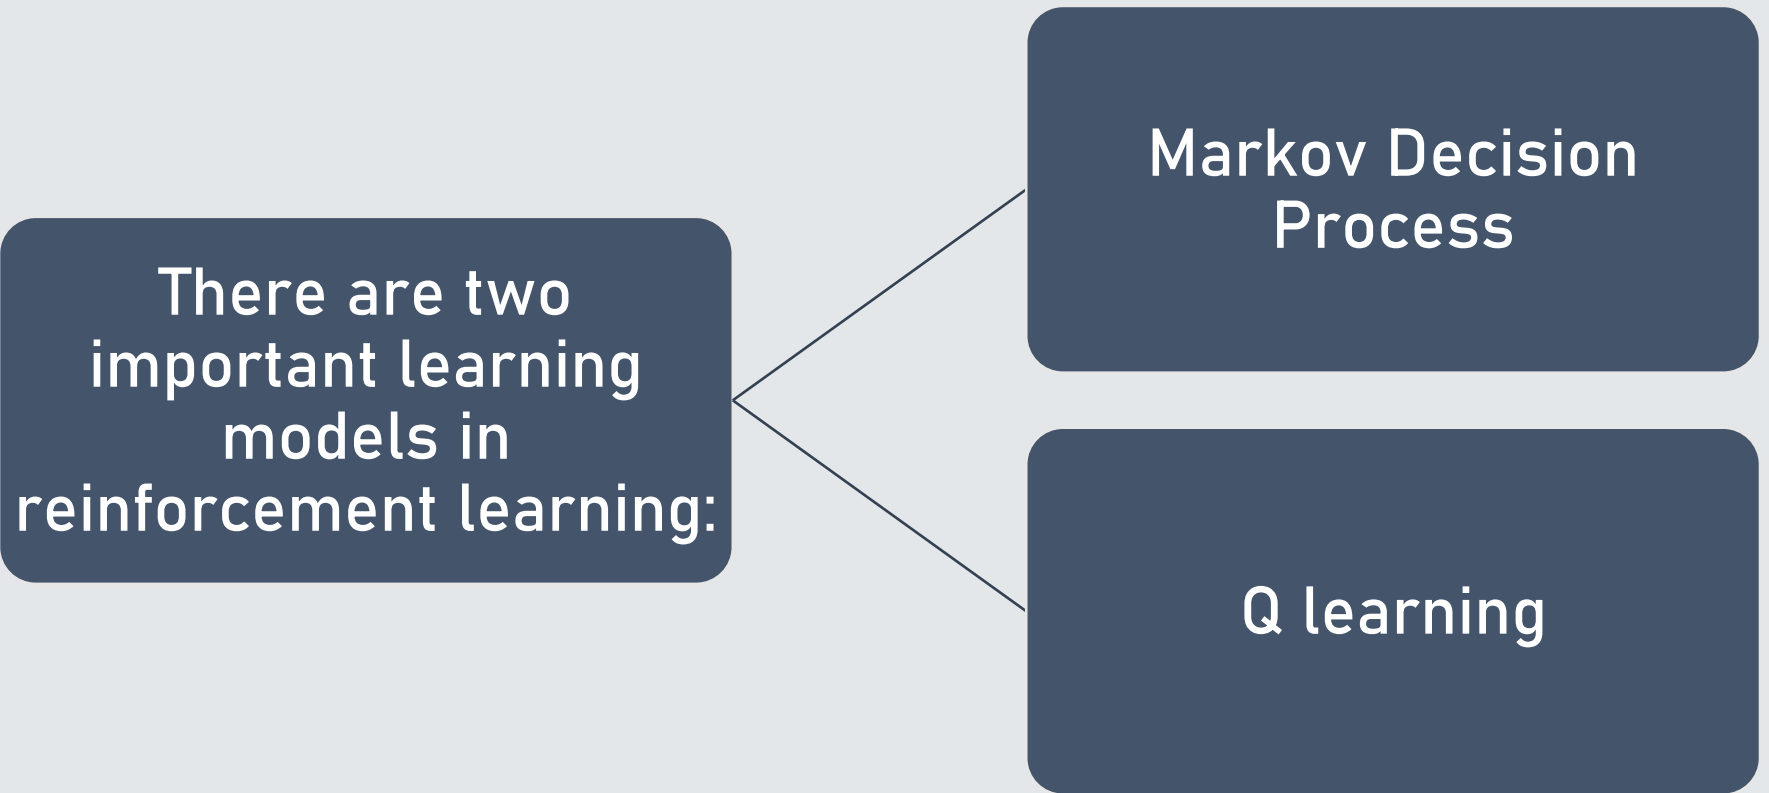 There are two
important learning
models in
reinforcement learning:
Markov Decision
Process
Q learning